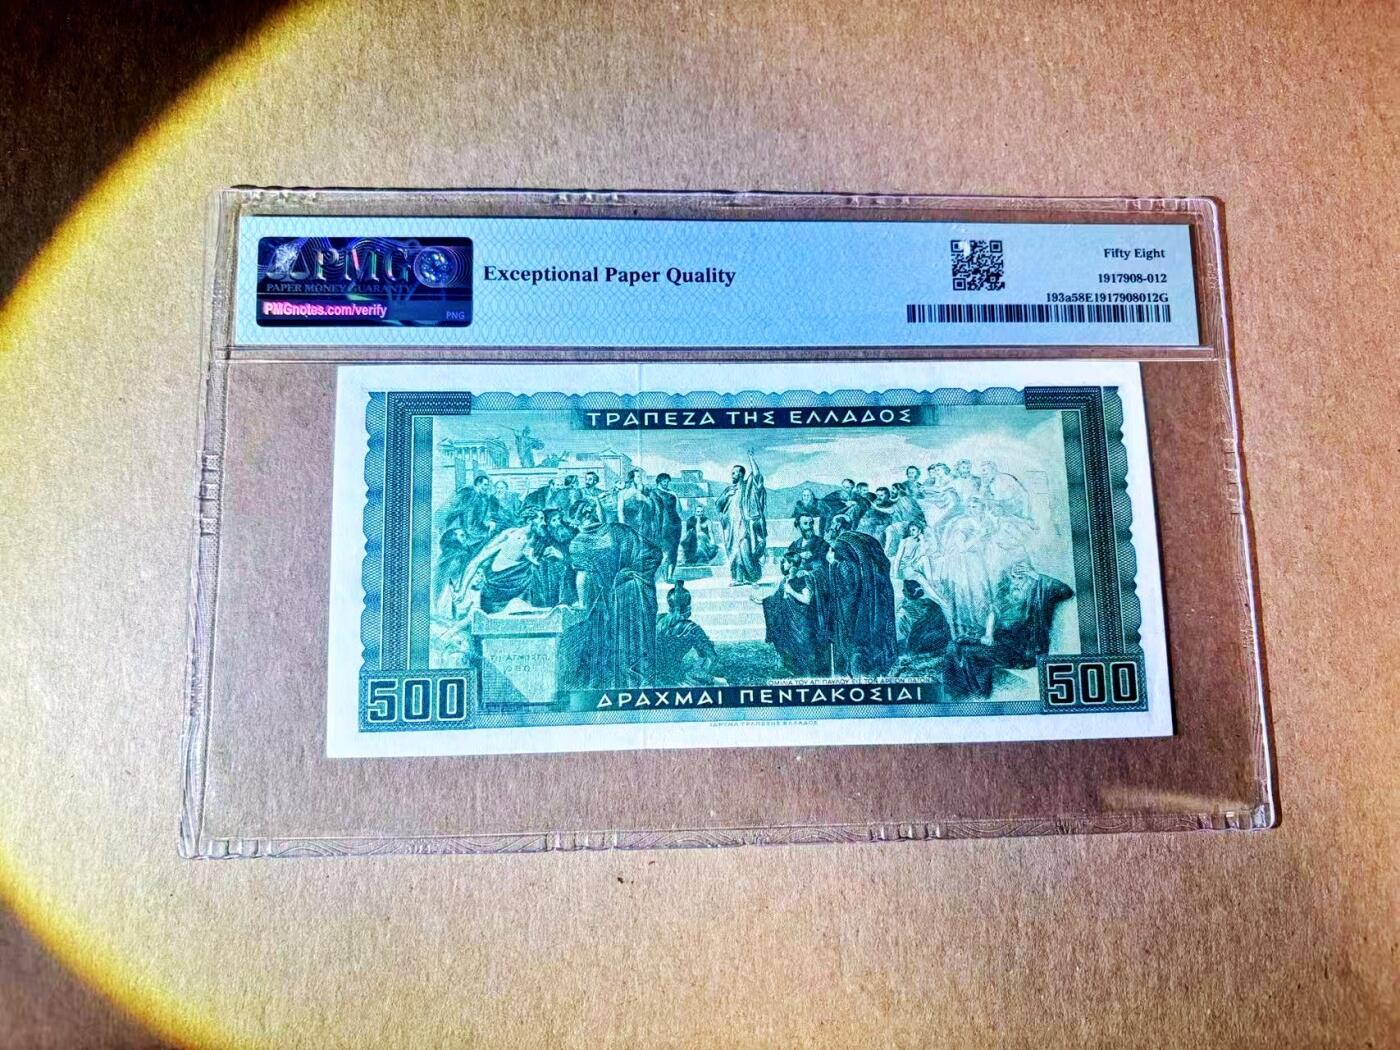 PMG
PAPER MONEY GUARANTY
PMGnotes.com/verify
PNG
Exceptional Paper Quality
Fifty Eight
1917908-012
193a58E1917908012G
ΤΡΑΠΕΖΑ ΤΗΣ ΕΛΛΑΔΟΣ
500
ΔΡΑΧΜΑΙ ΠΕΝΤΑΚΟΣΙΑΙ
500